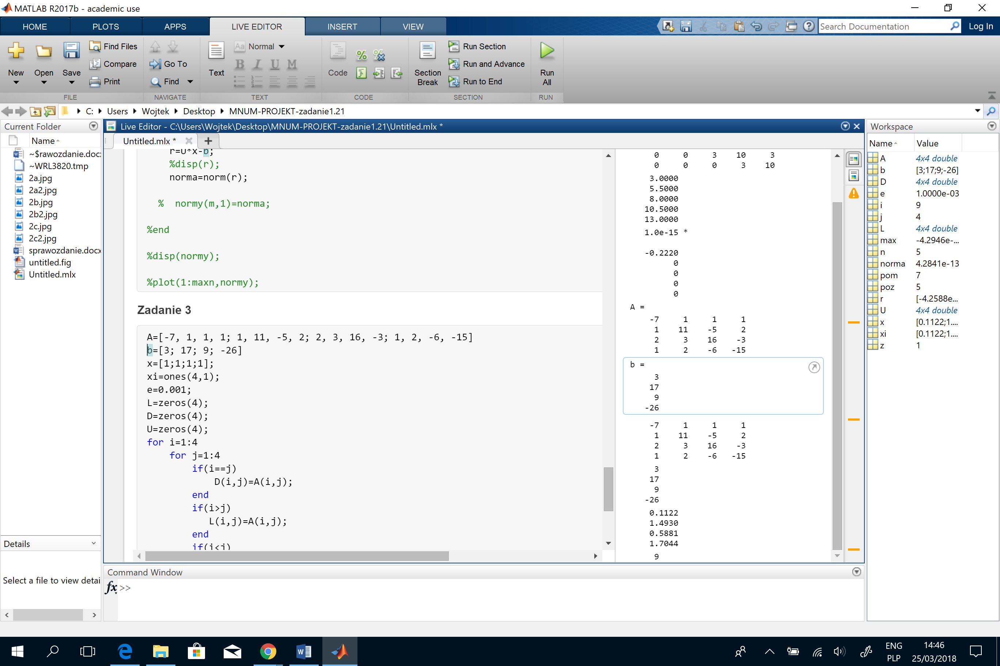 MATLAB R2017b - academic use
HOME
PLOTS
APPS
LIVE EDITOR
INSERT
VIEW
Search Documentation
Log In
New
Open
Save
Find Files
Compare
Print
Go To
Find
Text
Aa Normal
B I U M
Code
Section Break
Run Section
Run and Advance
Run to End
Run All
FILE
NAVIGATE
TEXT
CODE
SECTION
RUN
C: Users Wojtek Desktop MNUM-PROJEKT-zadanie1.21
Current Folder
Name
~$rawozdanie.docx
~WRL3820.tmp
2a.jpg
2a2.jpg
2b.jpg
2b2.jpg
2c.jpg
2c2.jpg
sprawozdanie.docx
untitled.fig
Untitled.mlx
Details
Select a file to view detai
Live Editor - C:\Users\Wojtek\Desktop\MNUM-PROJEKT-zadanie1.21\Untitled.mlx *
Untitled.mlx *
r=U*x-b;
%disp(r);
norma=norm(r);
%  normy(m,1)=norma;
%end
%disp(normy);
%plot(1:maxn,normy);
Zadanie 3
A=[-7, 1, 1, 1; 1, 11, -5, 2; 2, 3, 16, -3; 1, 2, -6, -15]
b=[3; 17; 9; -26]
x=[1;1;1;1];
xi=ones(4,1);
e=0.001;
L=zeros(4);
D=zeros(4);
U=zeros(4);
for i=1:4
for j=1:4
if(i==j)
D(i,j)=A(i,j);
end
if(i>j)
L(i,j)=A(i,j);
end
if(i<j)
0 0 3 10 3
0 0 0 3 10
3.0000
5.5000
8.0000
10.5000
13.0000
1.0e-15 *
-0.2220
0
0
0
0
A =
-7 1 1 1
1 11 -5 2
2 3 16 -3
1 2 -6 -15
b =
3
17
9
-26
-7 1 1 1
1 11 -5 2
2 3 16 -3
1 2 -6 -15
3
17
9
-26
0.1122
1.4930
0.5881
1.7044
9
Command Window
fx >>
Workspace
Name Value
A 4x4 double
b [3;17;9;-26]
D 4x4 double
e 1.0000e-03
i 9
j 4
L 4x4 double
max -4.2946e-...
n 5
norma 4.2841e-13
pom 7
poz 5
r [-4.2588e...
U 4x4 double
x [0.1122;1....
xi [0.1122;1....
z 1
ENG
PLP
14:46
25/03/2018